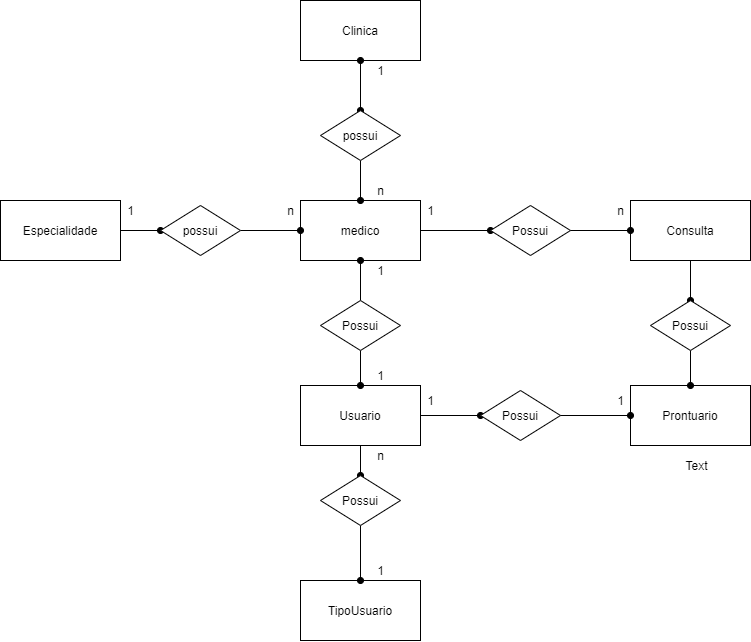 Clinica
1
possui
n
Especialidade
1
possui
n
medico
1
Possui
n
Consulta
1
Possui
Possui
1
Usuario
1
Possui
1
Prontuario
n
Text
Possui
1
TipoUsuario